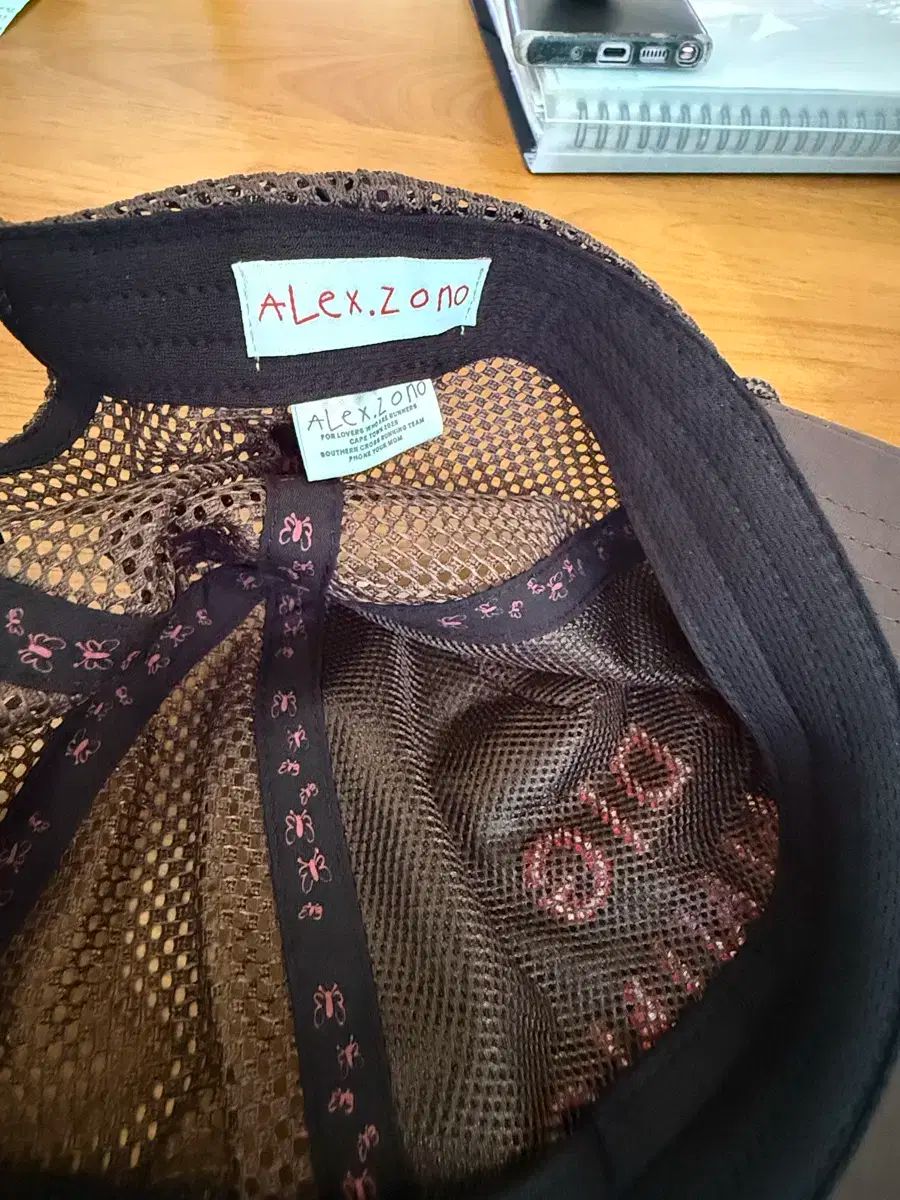 ALex.zono
ALex.zono
FOR LOVERS WHO ARE RUNNERS
CAPE TOWN 2025
SOUTHERN CROSS RUNNING TEAM
PHONE YOUR MOM